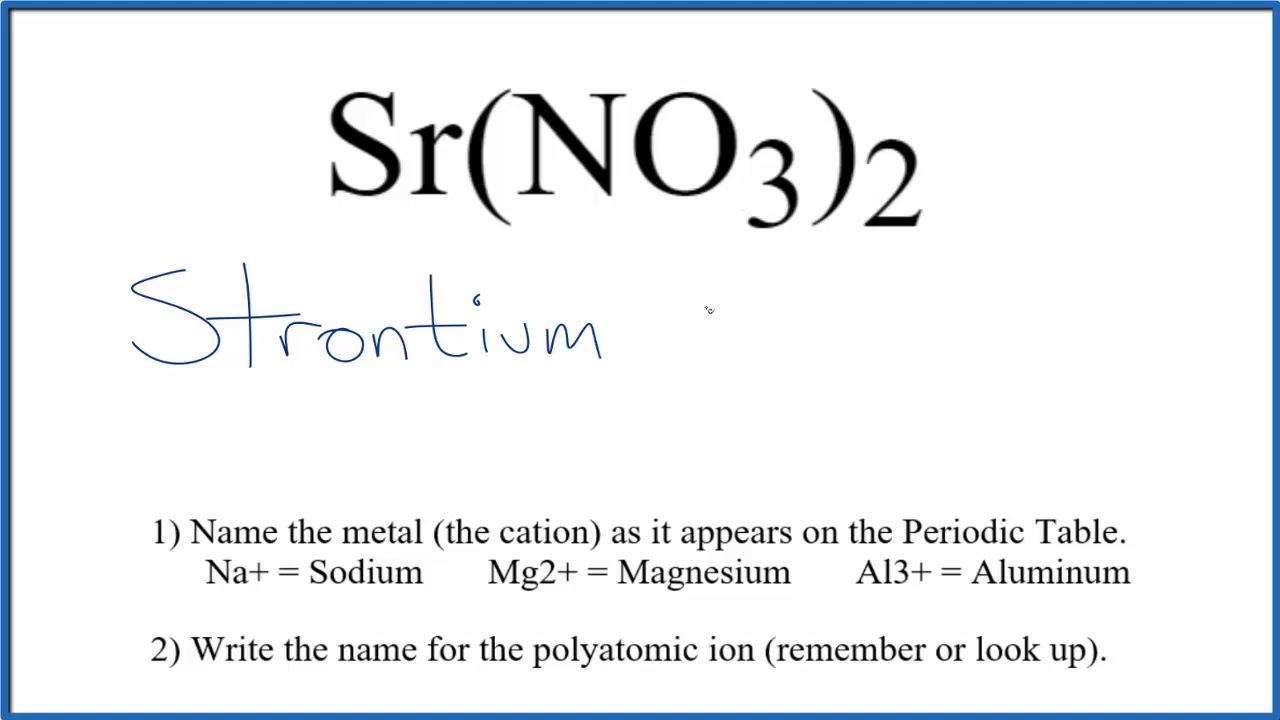 Sr(NO3)2
Strontium
1) Name the metal (the cation) as it appears on the Periodic Table.
Na+ = Sodium Mg2+ = Magnesium Al3+ = Aluminum
2) Write the name for the polyatomic ion (remember or look up).